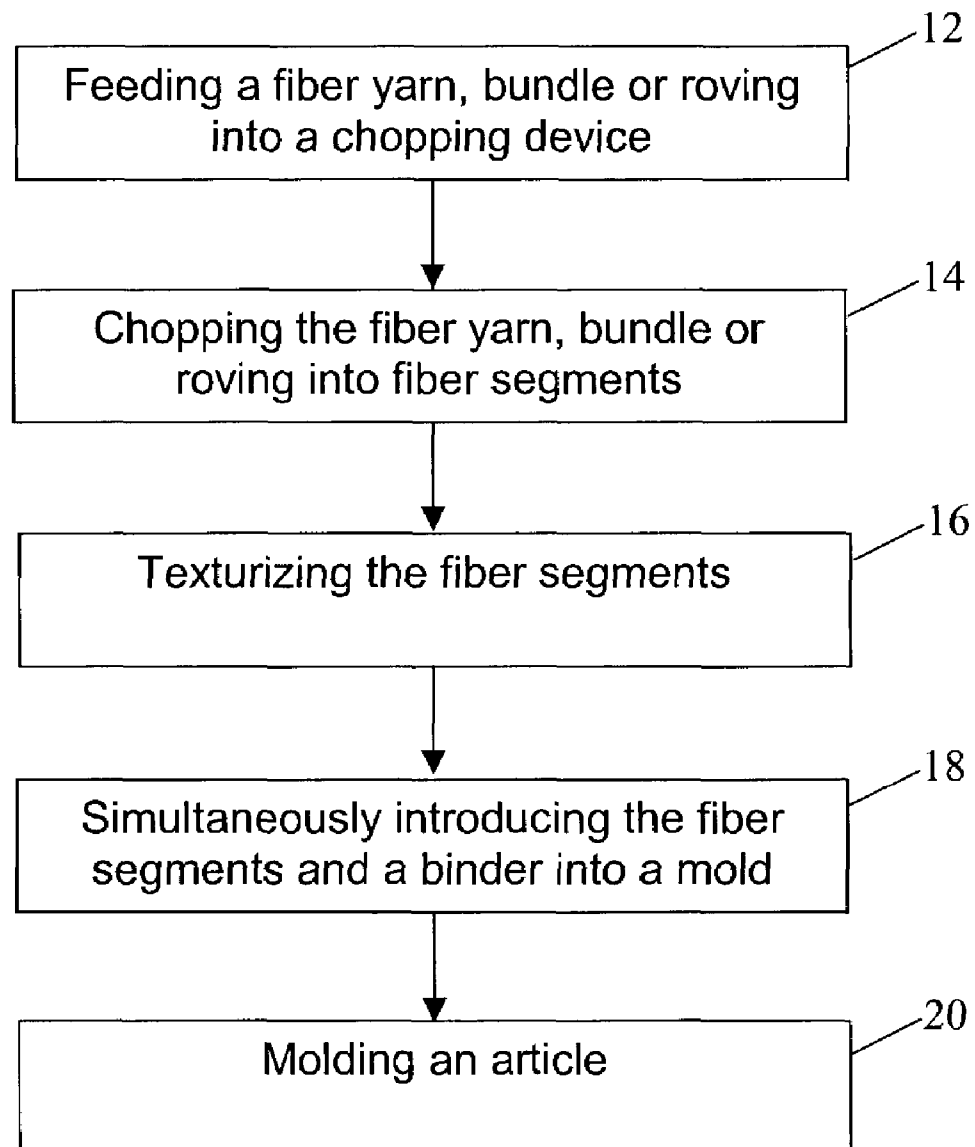 12
Feeding a fiber yarn, bundle or roving
into a chopping device
14
Chopping the fiber yarn, bundle or
roving into fiber segments
16
Texturizing the fiber segments
18
Simultaneously introducing the fiber
segments and a binder into a mold
20
Molding an article